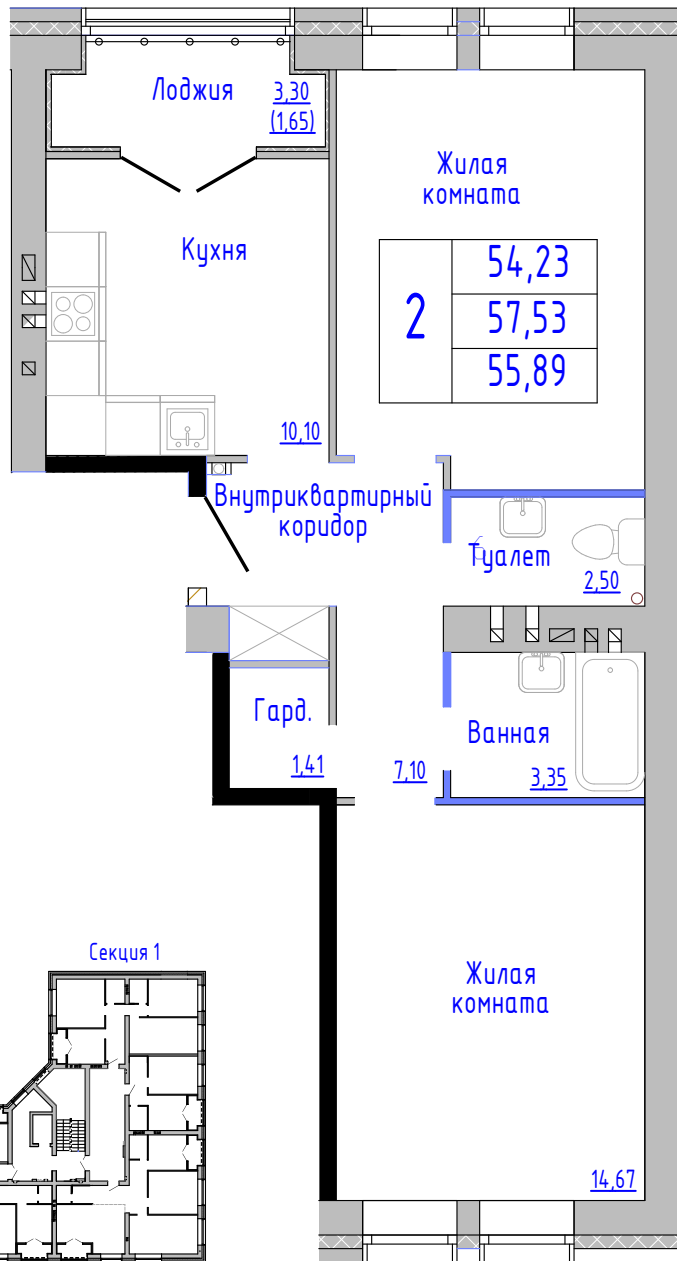 Лоджия
3,30
(1,65)
Жилая
комната
Кухня
2
54,23
57,53
55,89
10,10
Внутриквартирный
коридор
Туалет
2,50
Гард.
1,41
7,10
Ванная
3,35
Секция 1
Жилая
комната
14,67